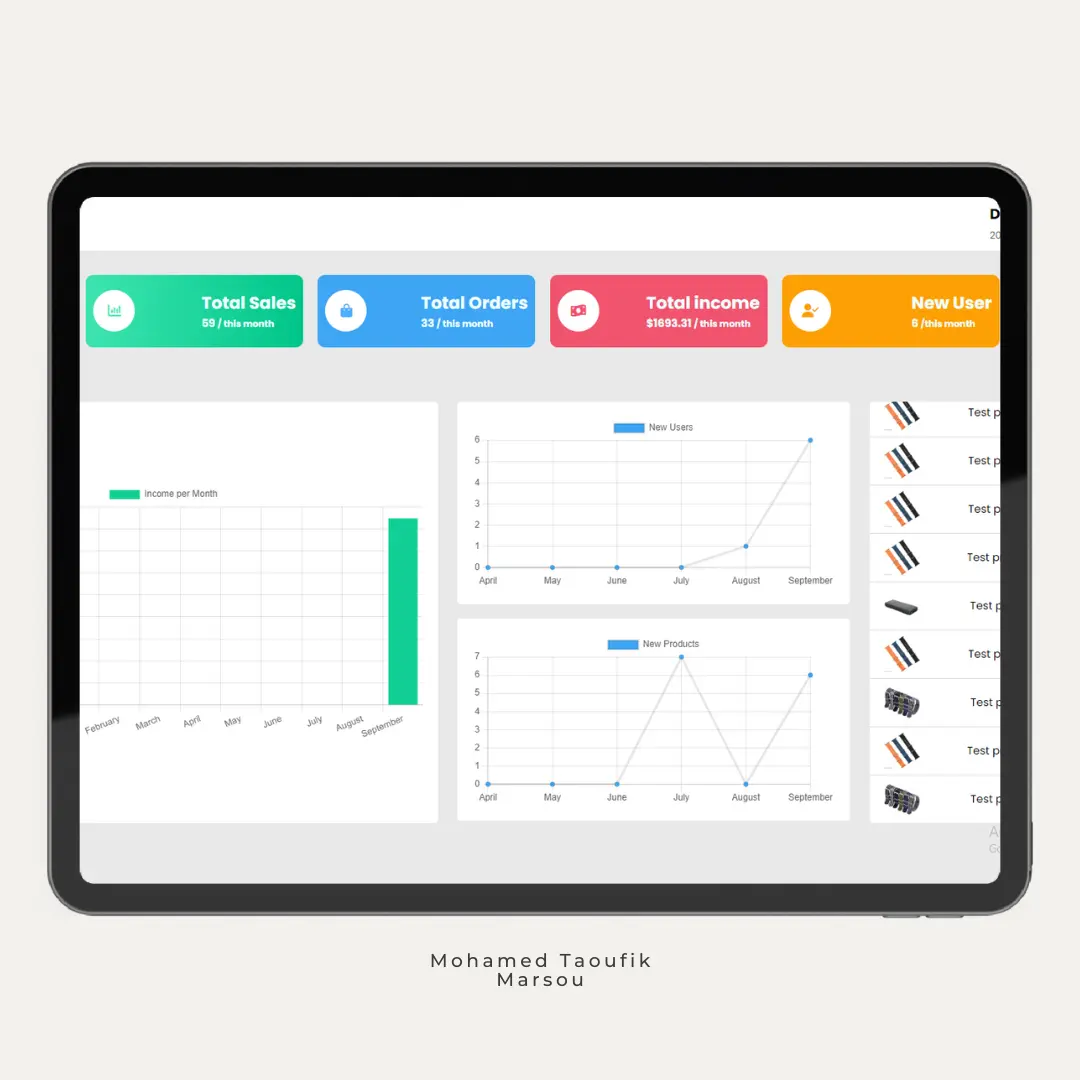 D
20
Total Sales
59 / this month
Total Orders
33 / this month
Total income
$1693.31 / this month
New User
6 /this month
Income per Month
February March April May June July August September
New Users
6
5
4
3
2
1
0
April May June July August September
New Products
7
6
5
4
3
2
1
0
April May June July August September
Test p
Test p
Test p
Test p
Test p
Test p
Test p
Test p
Test p
Mohamed Taoufik
Marsou